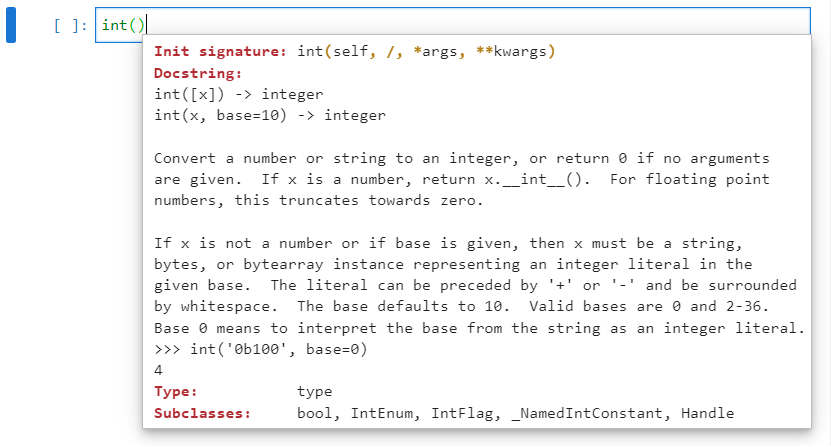 [ ]: int()
Init signature: int(self, /, *args, **kwargs)
Docstring:
int([x]) -> integer
int(x, base=10) -> integer
Convert a number or string to an integer, or return 0 if no arguments
are given.  If x is a number, return x.__int__().  For floating point
numbers, this truncates towards zero.
If x is not a number or if base is given, then x must be a string,
bytes, or bytearray instance representing an integer literal in the
given base.  The literal can be preceded by '+' or '-' and be surrounded
by whitespace.  The base defaults to 10.  Valid bases are 0 and 2-36.
Base 0 means to interpret the base from the string as an integer literal.
>>> int('0b100', base=0)
4
Type:           type
Subclasses:     bool, IntEnum, IntFlag, _NamedIntConstant, Handle